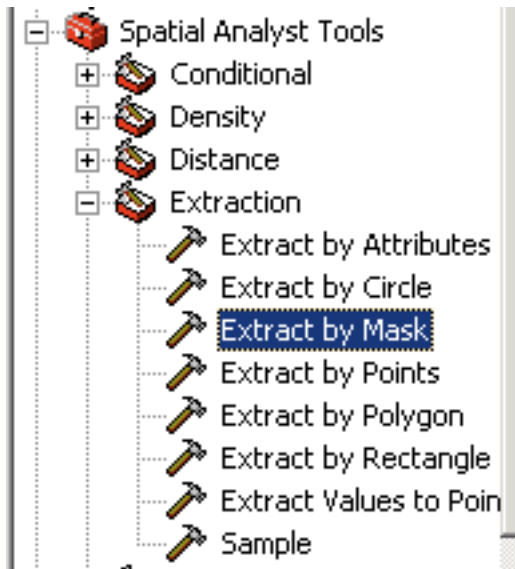 Spatial Analyst Tools
Conditional
Density
Distance
Extraction
Extract by Attributes
Extract by Circle
Extract by Mask
Extract by Points
Extract by Polygon
Extract by Rectangle
Extract Values to Poin
Sample